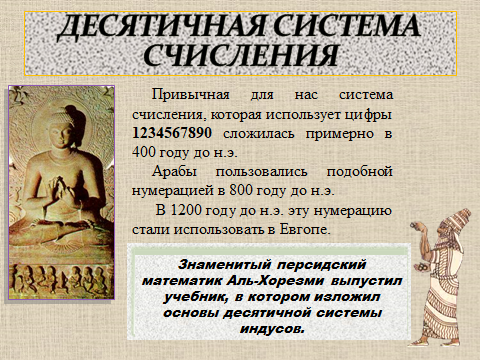 ДЕСЯТИЧНАЯ СИСТЕМА
СЧИСЛЕНИЯ
Привычная для нас система
счисления, которая использует цифры
1234567890 сложилась примерно в
400 году до н.э.
Арабы пользовались подобной
нумерацией в 800 году до н.э.
В 1200 году до н.э. эту нумерацию
стали использовать в Европе.
Знаменитый персидский
математик Аль-Хорезми выпустил
учебник, в котором изложил
основы десятичной системы
индусов.